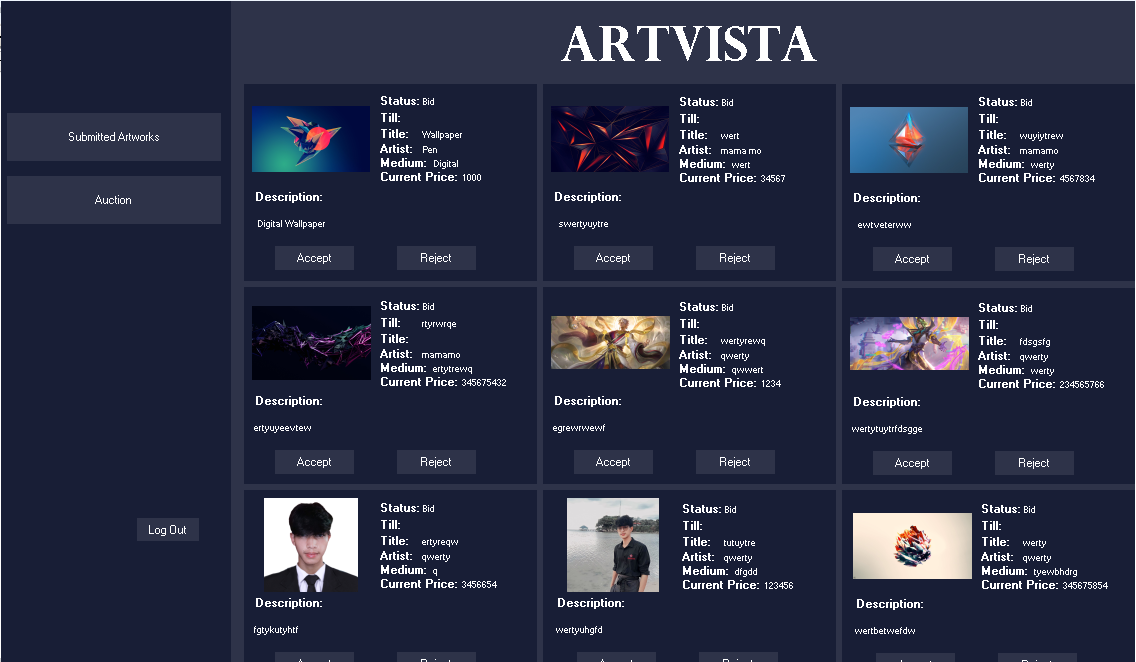 ARTVISTA
Submitted Artworks
Auction
Log Out
Status: Bid
Till:
Title: Wallpaper
Artist: Pen
Medium: Digital
Current Price: 1000
Description:
Digital Wallpaper
Accept Reject
Status: Bid
Till:
Title: wert
Artist: mama mo
Medium: wert
Current Price: 34567
Description:
swertyuytre
Accept Reject
Status: Bid
Till:
Title: wuyiytrew
Artist: mamamo
Medium: werty
Current Price: 4567834
Description:
ewtveterww
Accept Reject
Status: Bid
Till: rtyrwrqe
Title:
Artist: mamamo
Medium: ertytrewq
Current Price: 345675432
Description:
ertyuyeevtew
Accept Reject
Status: Bid
Till:
Title: wertyrewq
Artist: qwerty
Medium: qwwert
Current Price: 1234
Description:
egrewrwewf
Accept Reject
Status: Bid
Till:
Title: fdsgsfg
Artist: qwerty
Medium: werty
Current Price: 234565766
Description:
wertytuytrfdsgge
Accept Reject
Status: Bid
Till:
Title: ertyreqw
Artist: qwerty
Medium: q
Current Price: 3456654
Description:
fgtykutyhtf
Accept Reject
Status: Bid
Till:
Title: tutuytre
Artist: qwerty
Medium: dfgdd
Current Price: 123456
Description:
wertyuhgfd
Accept Reject
Status: Bid
Till:
Title: werty
Artist: qwerty
Medium: tyewbhdrg
Current Price: 345675854
Description:
wertbetwefdw